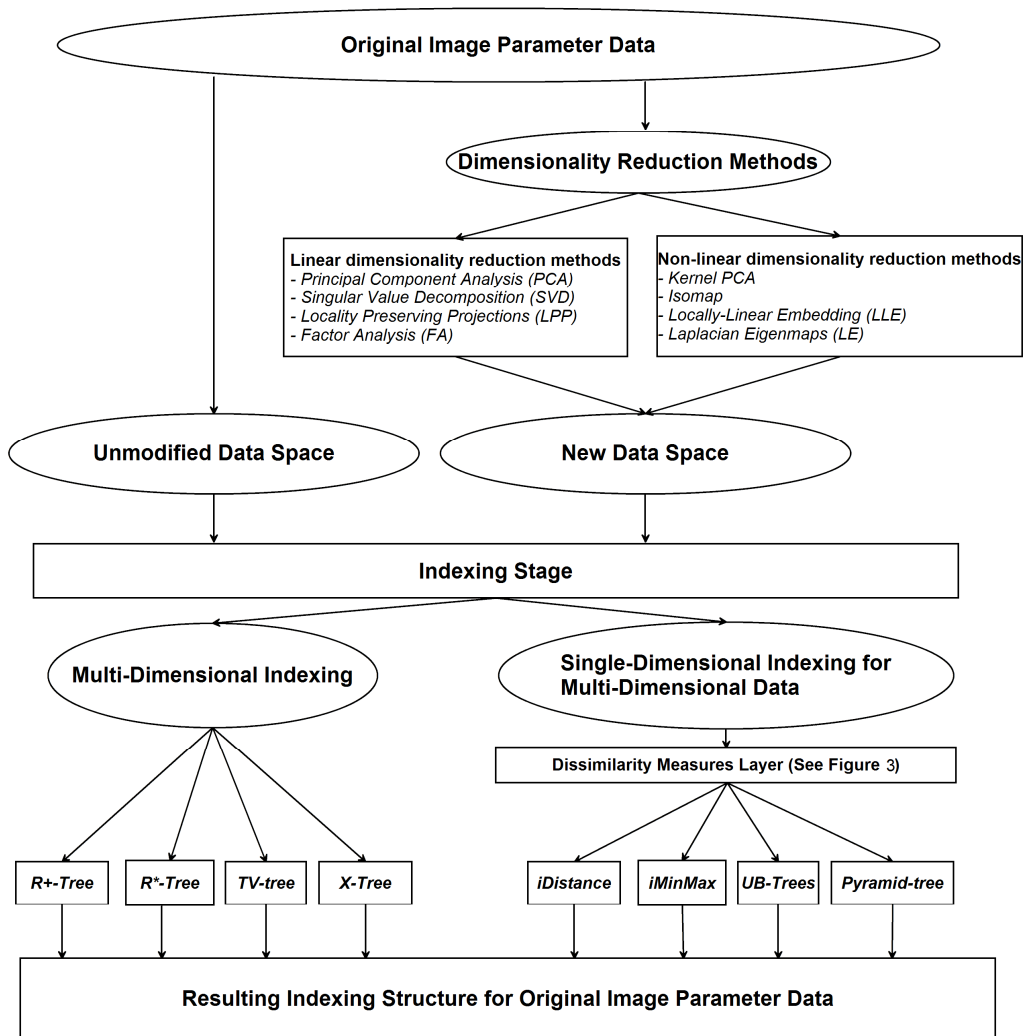 Original Image Parameter Data
Dimensionality Reduction Methods
Linear dimensionality reduction methods
- Principal Component Analysis (PCA)
- Singular Value Decomposition (SVD)
- Locality Preserving Projections (LPP)
- Factor Analysis (FA)
Non-linear dimensionality reduction methods
- Kernel PCA
- Isomap
- Locally-Linear Embedding (LLE)
- Laplacian Eigenmaps (LE)
Unmodified Data Space
New Data Space
Indexing Stage
Multi-Dimensional Indexing
Single-Dimensional Indexing for
Multi-Dimensional Data
Dissimilarity Measures Layer (See Figure 3)
R+-Tree
R*-Tree
TV-tree
X-Tree
iDistance
iMinMax
UB-Trees
Pyramid-tree
Resulting Indexing Structure for Original Image Parameter Data